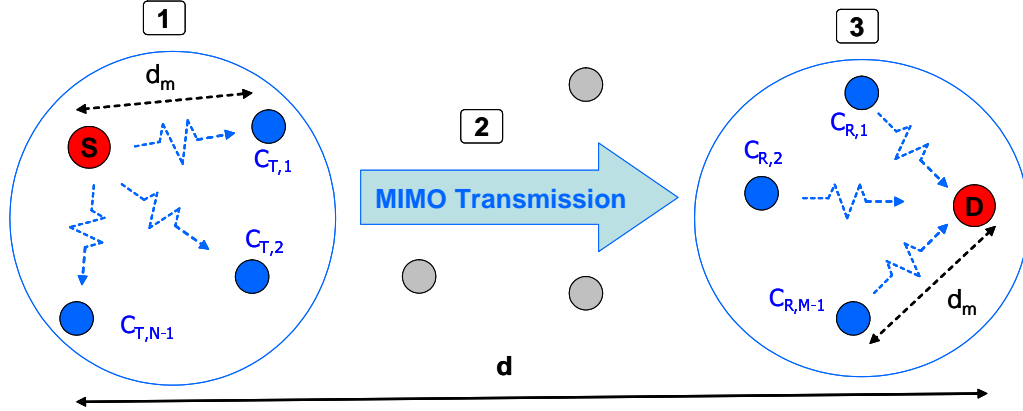 1
3
d_m
2
S
C_T,1
C_R,1
C_R,2
MIMO Transmission
D
C_T,2
C_R,M-1
d_m
C_T,N-1
d